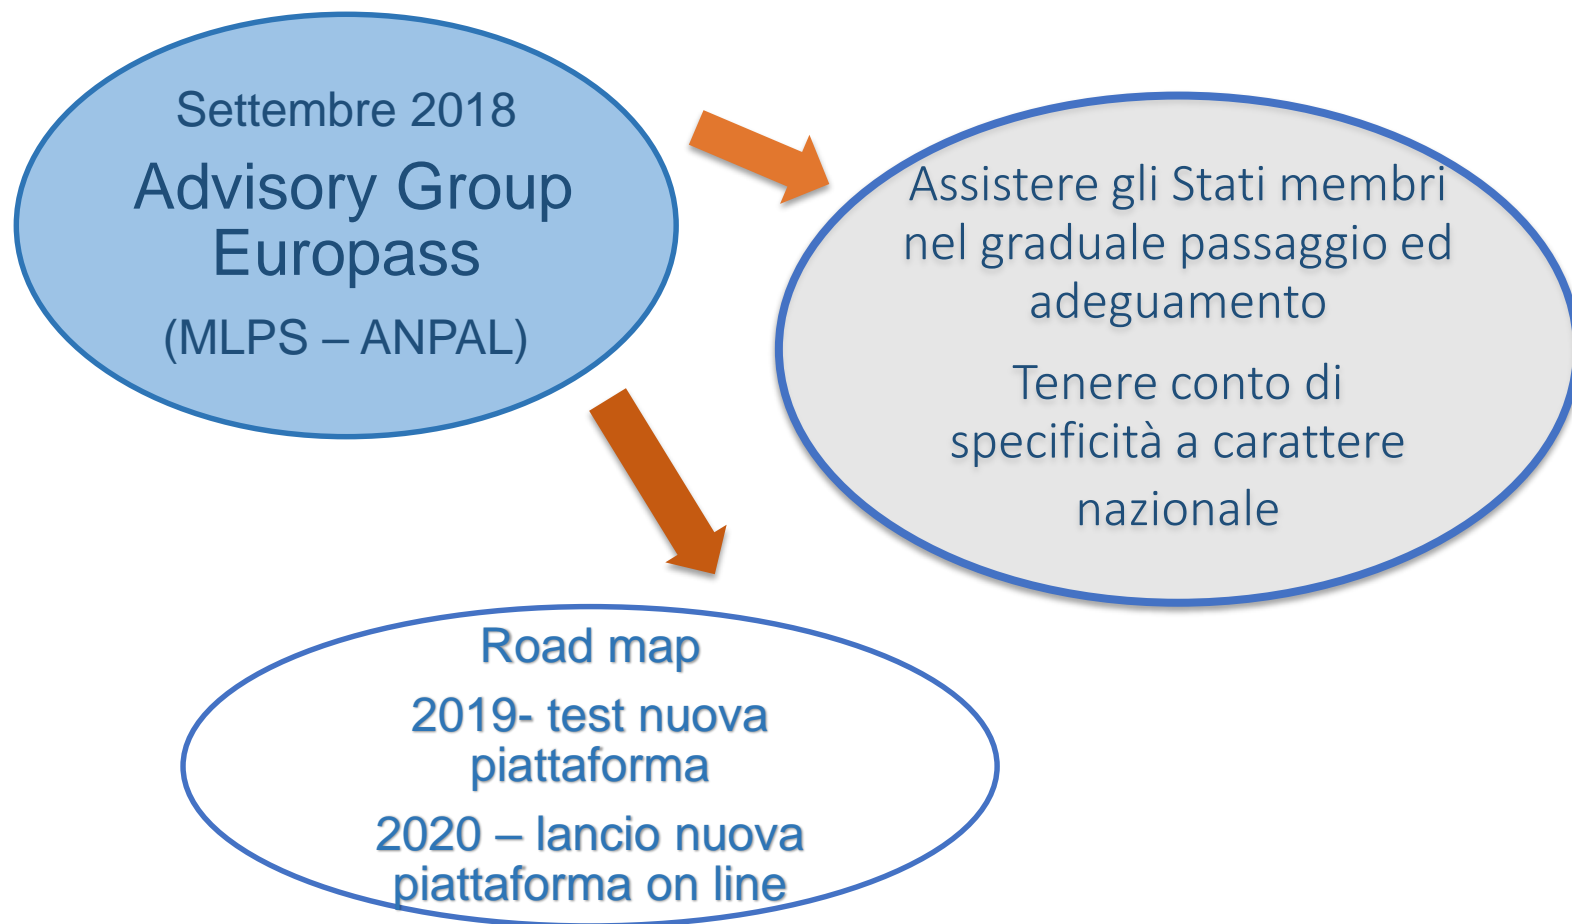 Settembre 2018
Advisory Group
Europass
(MLPS – ANPAL)
Assistere gli Stati membri
nel graduale passaggio ed
adeguamento
Tenere conto di
specificità a carattere
nazionale
Road map
2019- test nuova
piattaforma
2020 – lancio nuova
piattaforma on line